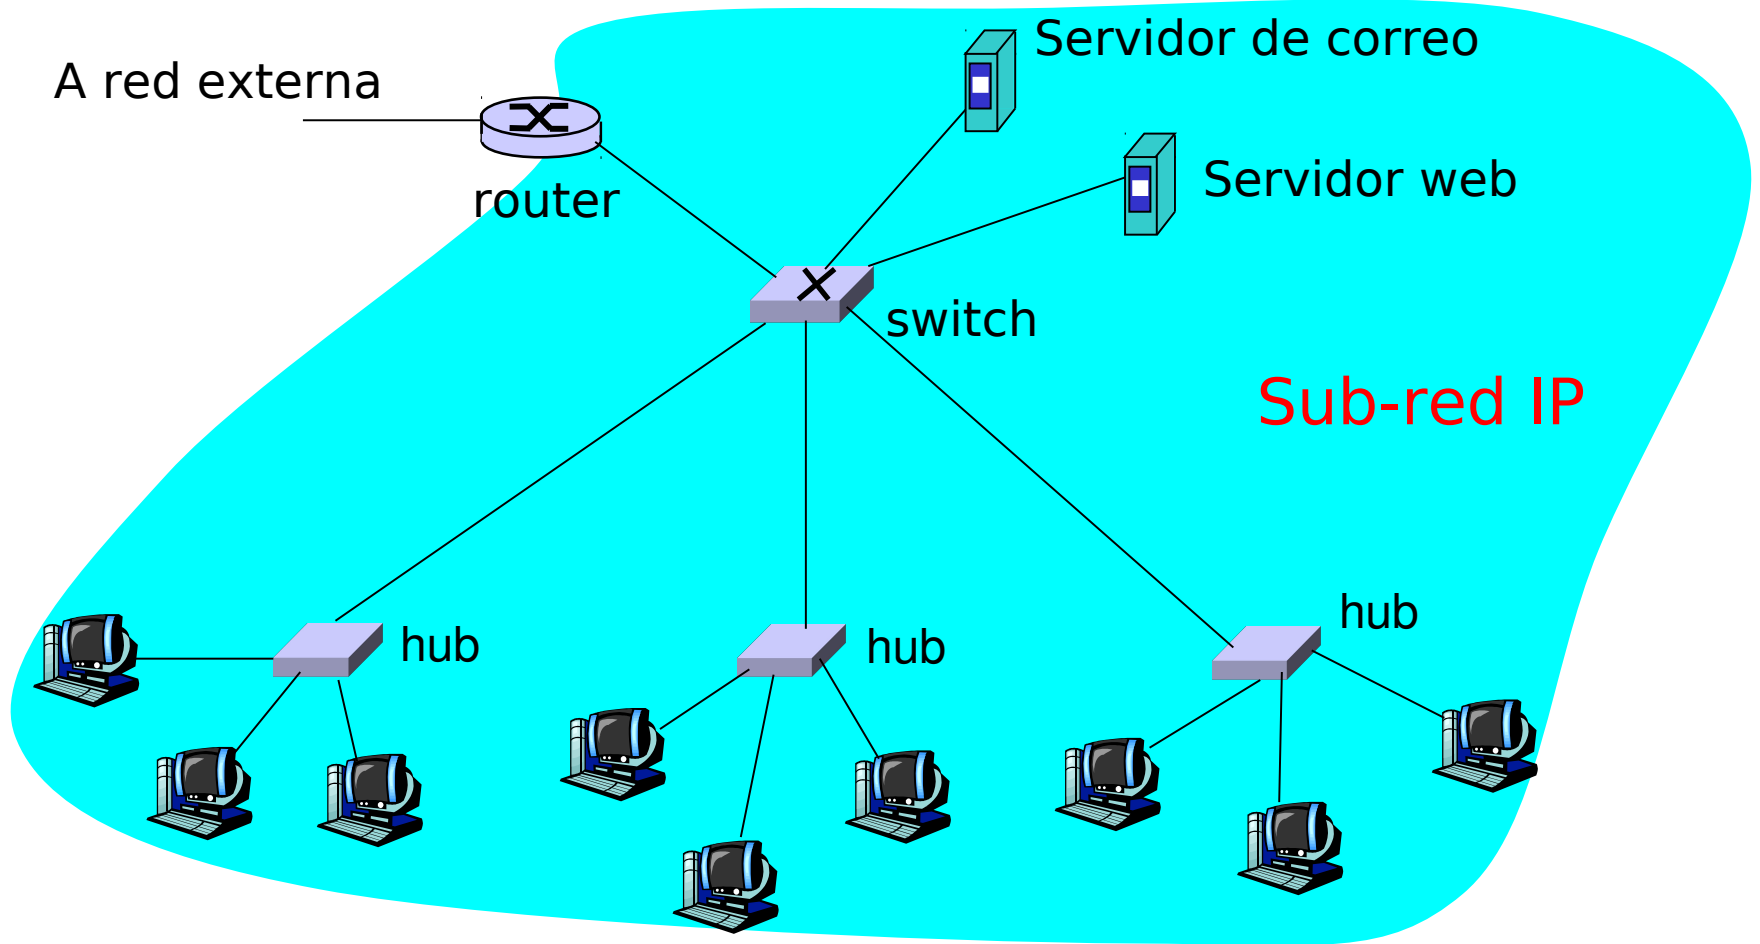 Servidor de correo
A red externa
Servidor web
router
switch
Sub-red IP
hub
hub
hub